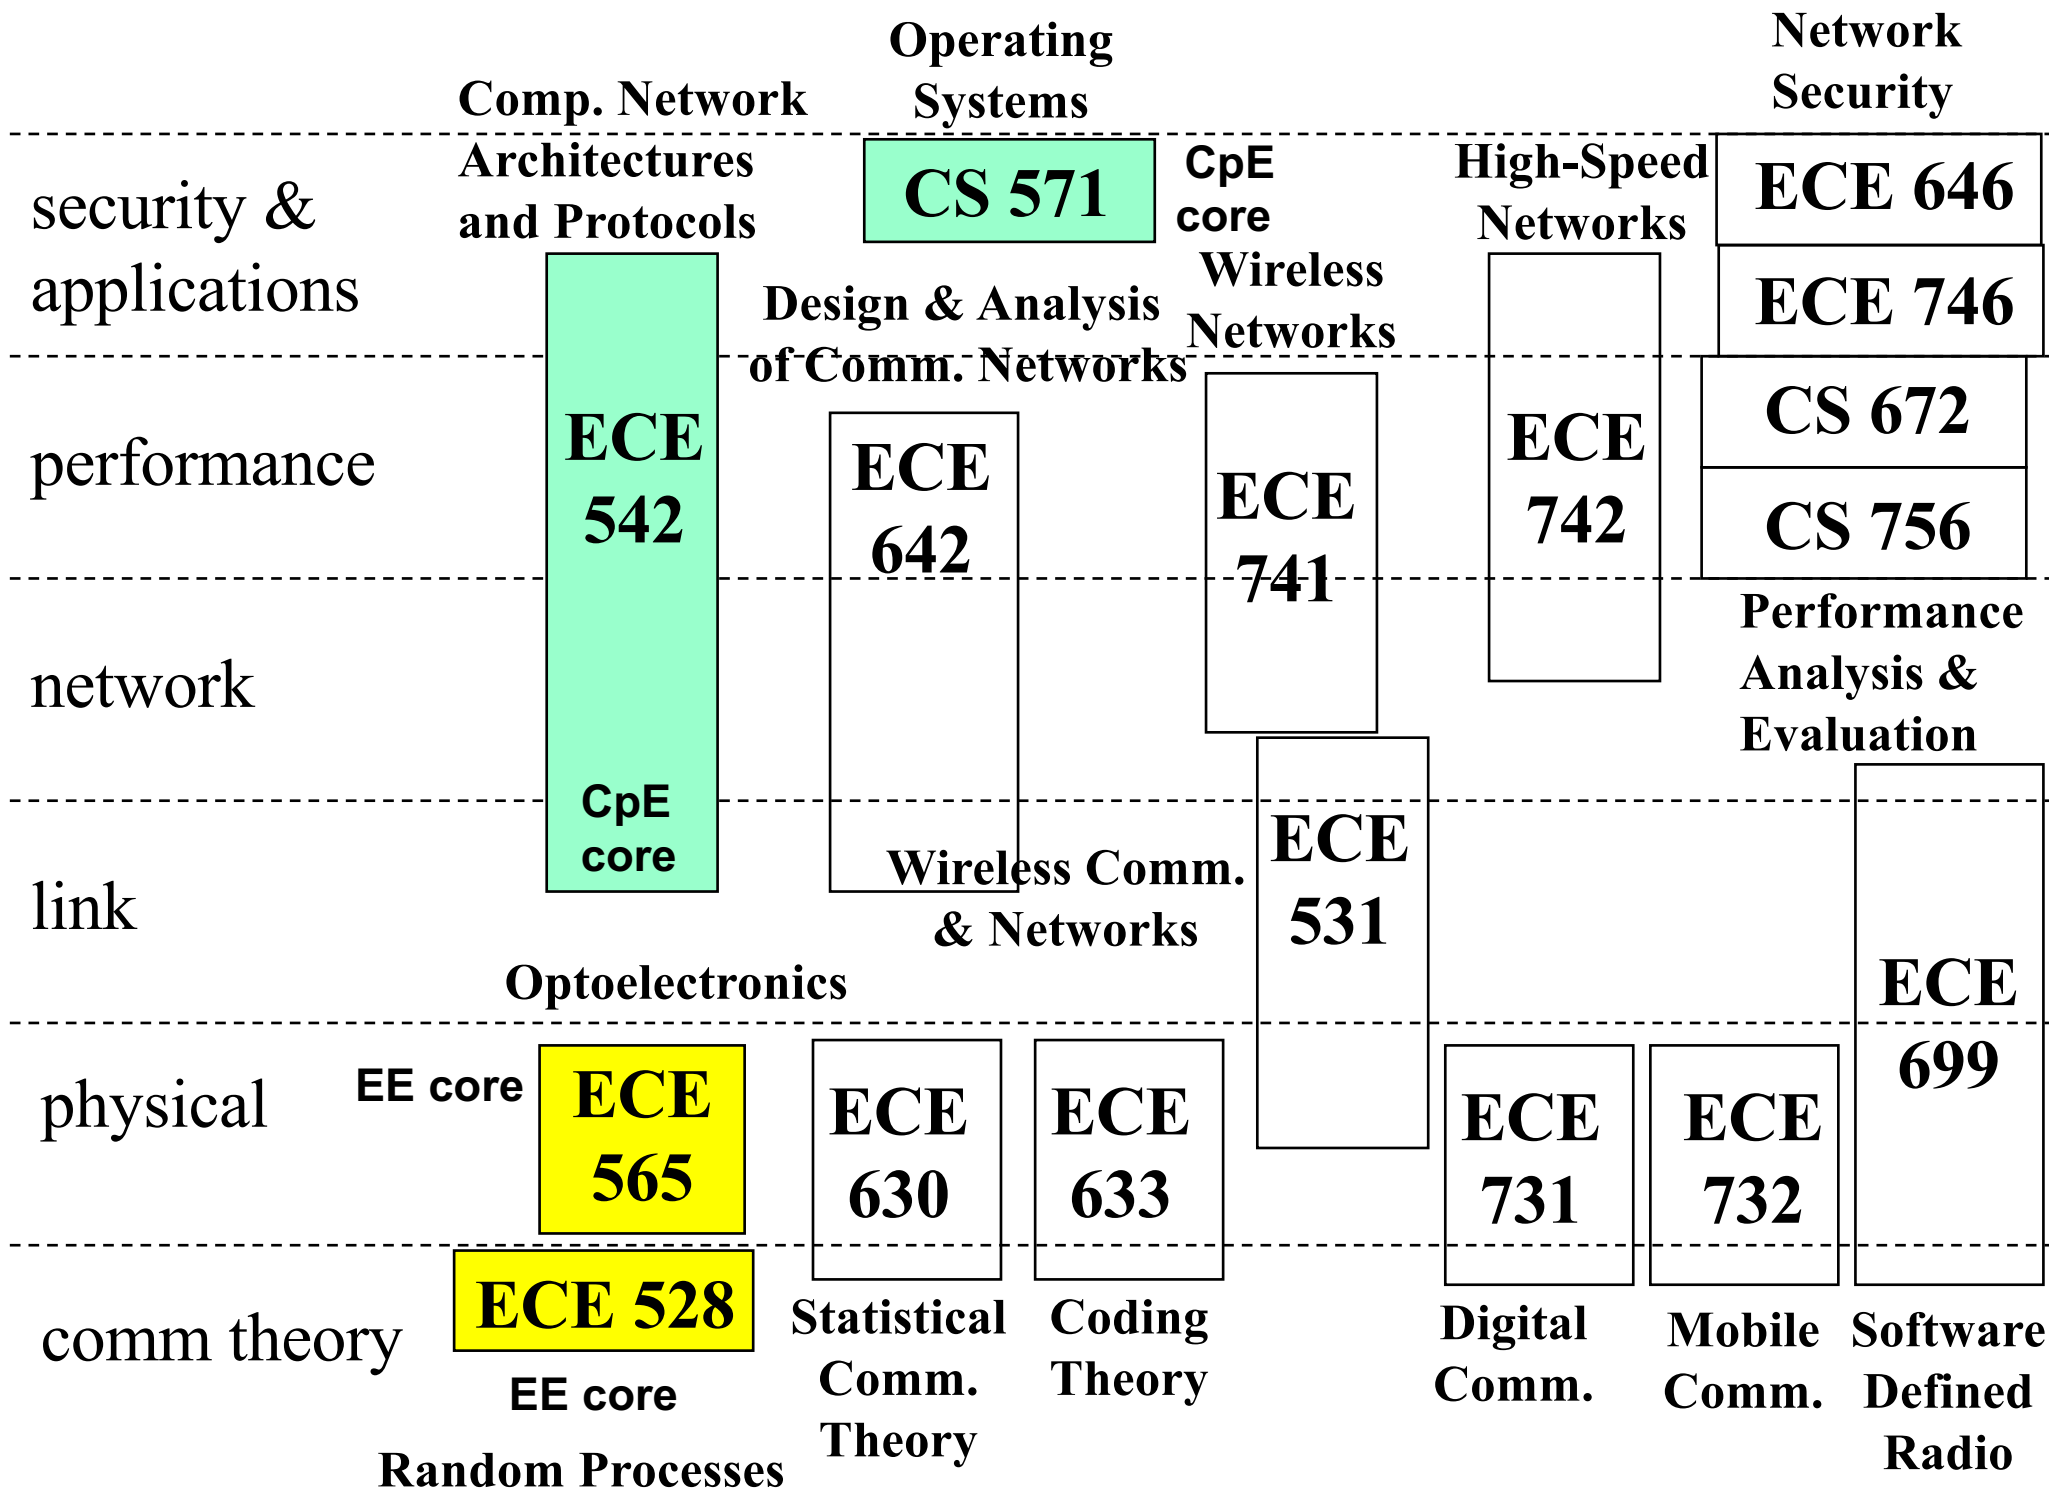 Operating
Systems
Network
Security
Comp. Network
Architectures
and Protocols
CS 571
CpE
core
High-Speed
Networks
ECE 646
security &
applications
Wireless
Networks
ECE 746
Design & Analysis
of Comm. Networks
performance
ECE
542
ECE
642
ECE
741
ECE
742
CS 672
CS 756
network
Performance
Analysis &
Evaluation
CpE
core
link
Wireless Comm.
& Networks
ECE
531
Optoelectronics
ECE
699
physical
EE core
ECE
565
ECE
630
ECE
633
ECE
731
ECE
732
comm theory
ECE 528
EE core
Random Processes
Statistical
Comm.
Theory
Coding
Theory
Digital
Comm.
Mobile
Comm.
Software
Defined
Radio